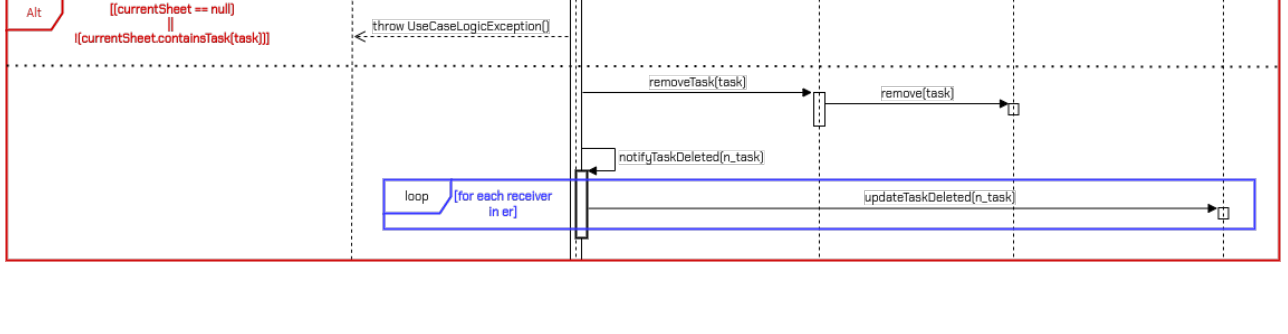 Alt
[(currentSheet == null)
||
!(currentSheet.containsTask(task))]
throw UseCaseLogicException()
removeTask(task)
remove(task)
notifyTaskDeleted(n_task)
loop
[for each receiver
in er]
updateTaskDeleted(n_task)